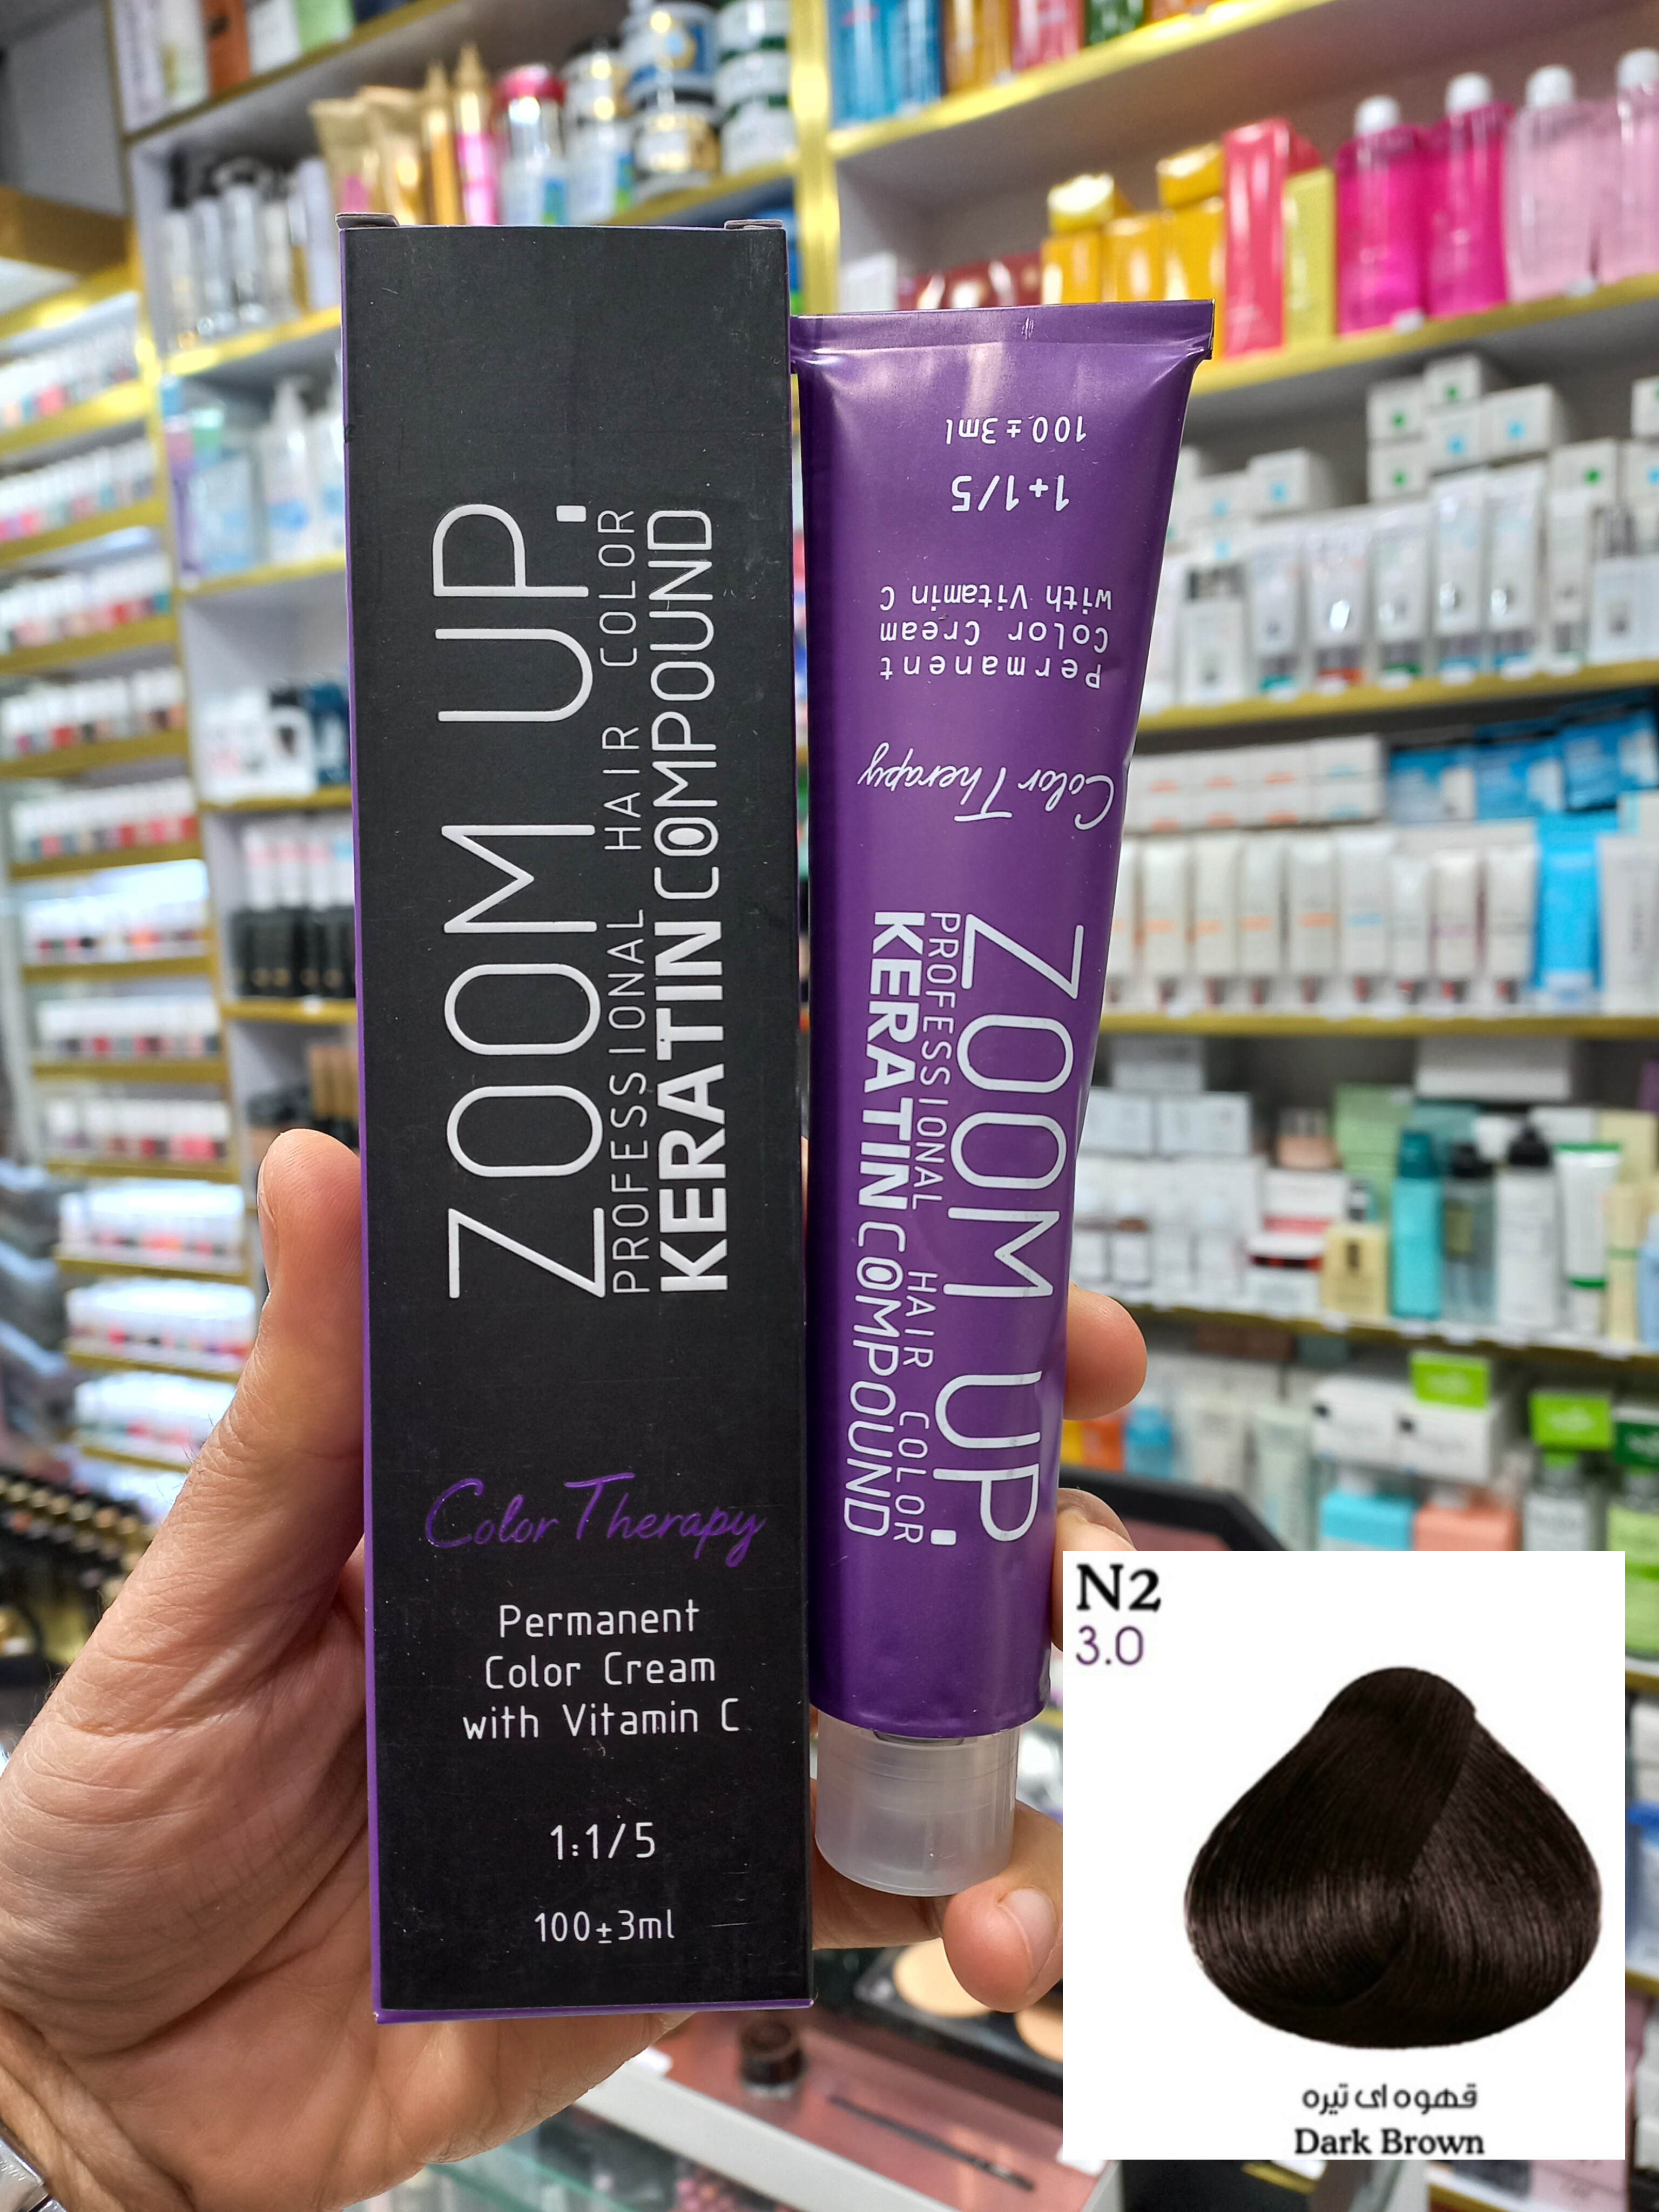 ZOOM UP.
PROFESSIONAL HAIR COLOR
KERATIN COMPOUND
Color Therapy
Permanent
Color Cream
with Vitamin C
1:1/5
100±3ml
ZOOM UP.
PROFESSIONAL HAIR COLOR
KERATIN COMPOUND
Color Therapy
Permanent
Color Cream
with Vitamin C
1+1/5
100±3ml
N2
3.0
قهوه ای تیره
Dark Brown